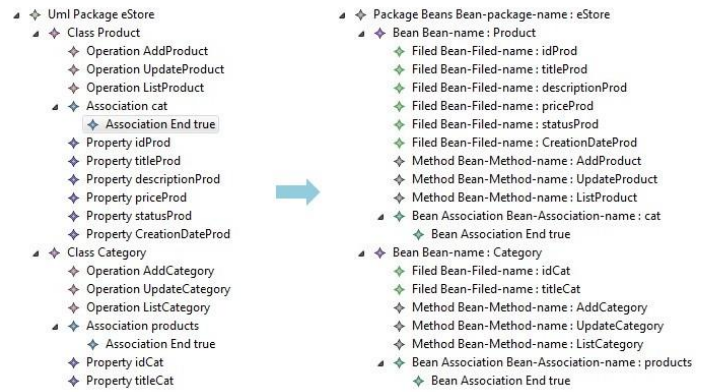 Uml Package eStore
Class Product
Operation AddProduct
Operation UpdateProduct
Operation ListProduct
Association cat
Association End true
Property idProd
Property titleProd
Property descriptionProd
Property priceProd
Property statusProd
Property CreationDateProd
Class Category
Operation AddCategory
Operation UpdateCategory
Operation ListCategory
Association products
Association End true
Property idCat
Property titleCat
Package Beans Bean-package-name : eStore
Bean Bean-name : Product
Filed Bean-Filed-name : idProd
Filed Bean-Filed-name : titleProd
Filed Bean-Filed-name : descriptionProd
Filed Bean-Filed-name : priceProd
Filed Bean-Filed-name : statusProd
Filed Bean-Filed-name : CreationDateProd
Method Bean-Method-name : AddProduct
Method Bean-Method-name : UpdateProduct
Method Bean-Method-name : ListProduct
Bean Association Bean-Association-name : cat
Bean Association End true
Bean Bean-name : Category
Filed Bean-Filed-name : idCat
Filed Bean-Filed-name : titleCat
Method Bean-Method-name : AddCategory
Method Bean-Method-name : UpdateCategory
Method Bean-Method-name : ListCategory
Bean Association Bean-Association-name : products
Bean Association End true